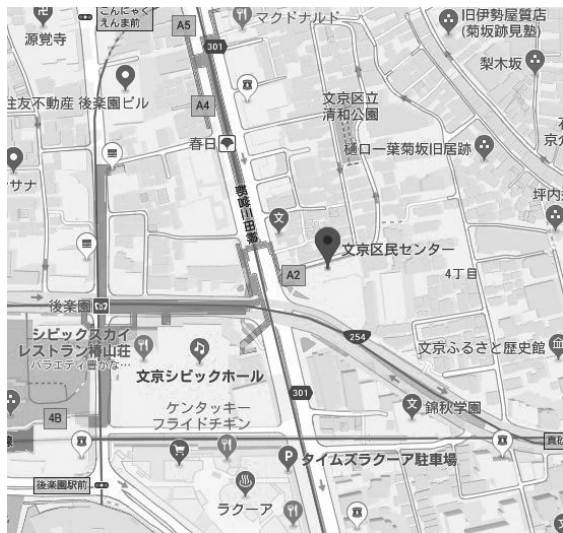 こんにゃく
えんま前
源覚寺
A5
マクドナルド
旧伊勢屋質店
(菊坂跡見塾)
301
梨木坂
住友不動産 後楽園ビル
A4
文京区立
清和公園
春日
樋口一葉菊坂旧居跡
サナ
都営三田線
文京区民センター
A2
4丁目
後楽園
シビックスカイ
レストラン椿山荘
バラエティ豊かな…
254
文京ふるさと歴史館
文京シビックホール
301
4B
ケンタッキー
フライドチキン
錦秋学園
タイムズラクーア駐車場
後楽園駅前
ラクーア